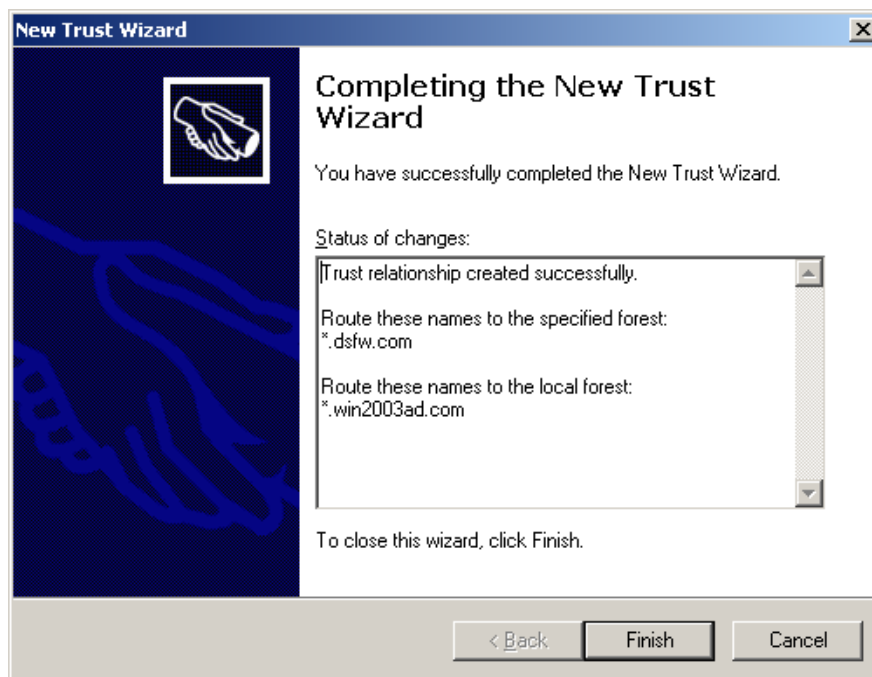 New Trust Wizard
Completing the New Trust
Wizard
You have successfully completed the New Trust Wizard.
Status of changes:
Trust relationship created successfully.
Route these names to the specified forest:
*.dsfw.com
Route these names to the local forest:
*.win2003ad.com
To close this wizard, click Finish.
< Back
Finish
Cancel